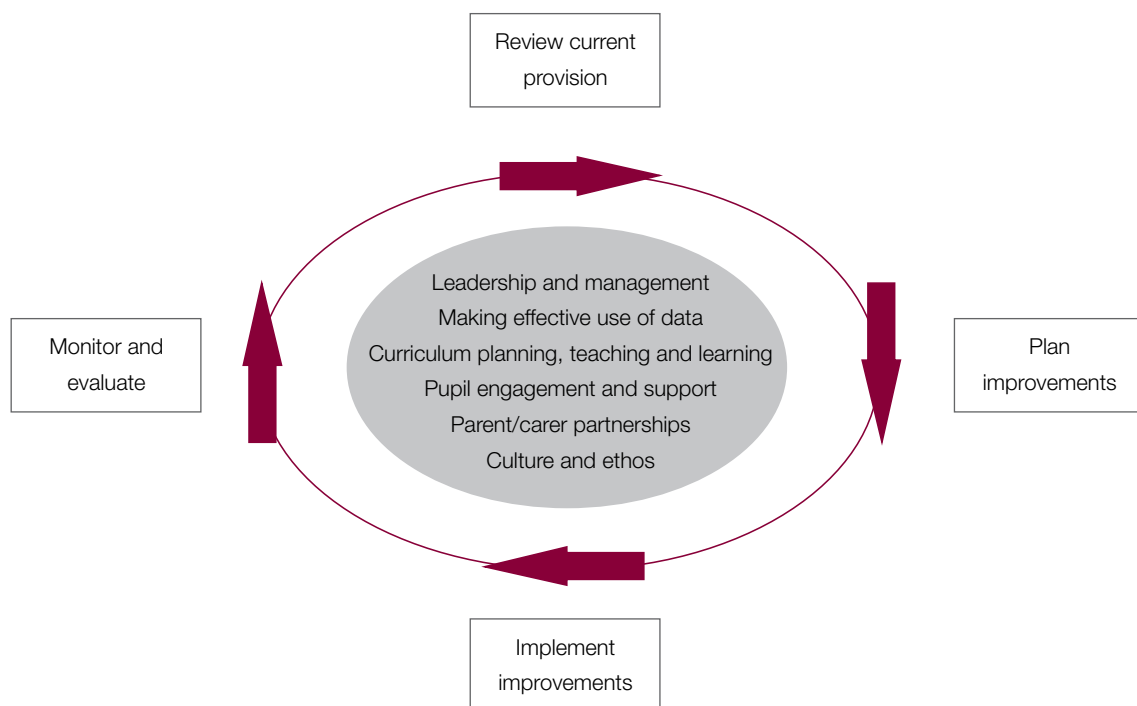 Review current
provision
Leadership and management
Making effective use of data
Curriculum planning, teaching and learning
Pupil engagement and support
Parent/carer partnerships
Culture and ethos
Monitor and
evaluate
Plan
improvements
Implement
improvements